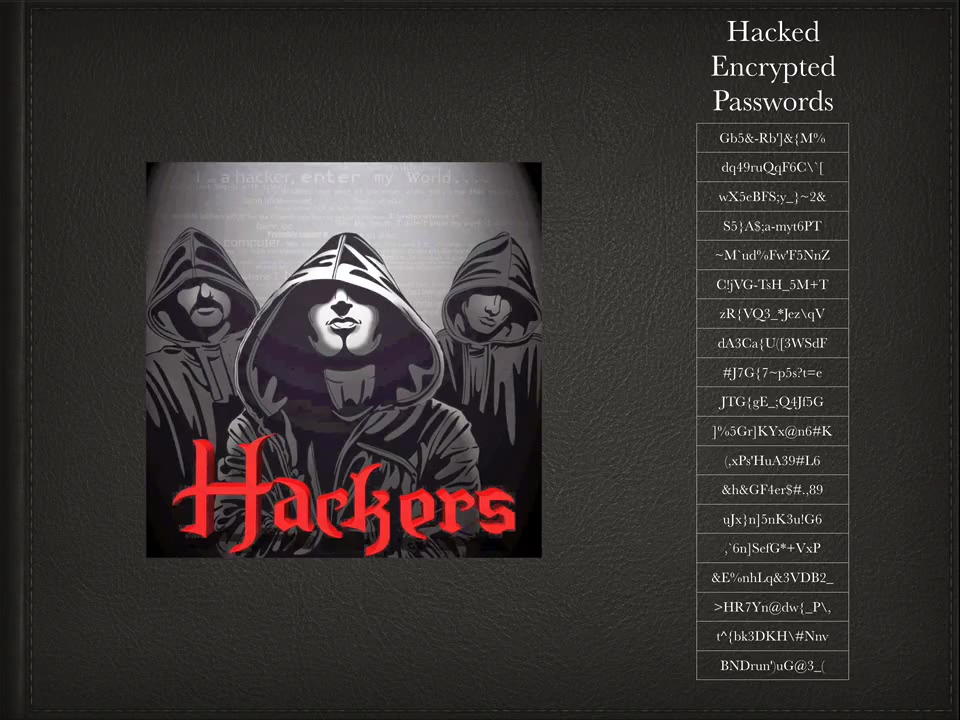 Hacked
Encrypted
Passwords
Gb5&-Rb']&{M%
dq49ruQqF6C\`[
wX5eBFS;y_}~2&
S5}A$;a-myt6PT
~M`ud%Fw'F5NnZ
C!jVG-TsH_5M+T
zR{VQ3_*Jez\qV
dA3Ca{U([3WSdF
#J7G{7~p5s?t=e
JTG{gE_;Q4Jf5G
]%5Gr]KYx@n6#K
(,xPs'HuA39#L6
&h&GF4er$#.,89
uJx}n]5nK3u!G6
,`6n]SefG*+VxP
&E%nhLq&3VDB2_
>HR7Yn@dw{_P\,
t^{bk3DKH\#Nnv
BNDrun')uG@3_(
hacker, enter my World....
computer
Hackers